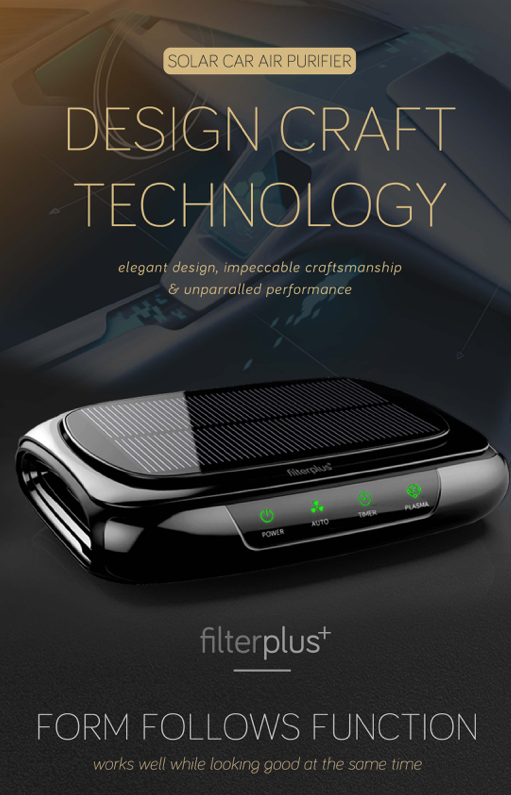 SOLAR CAR AIR PURIFIER
DESIGN CRAFT
TECHNOLOGY
elegant design, impeccable craftsmanship
& unparralled performance
filterplus+
POWER
AUTO
TIMER
PLASMA
filterplus+
FORM FOLLOWS FUNCTION
works well while looking good at the same time